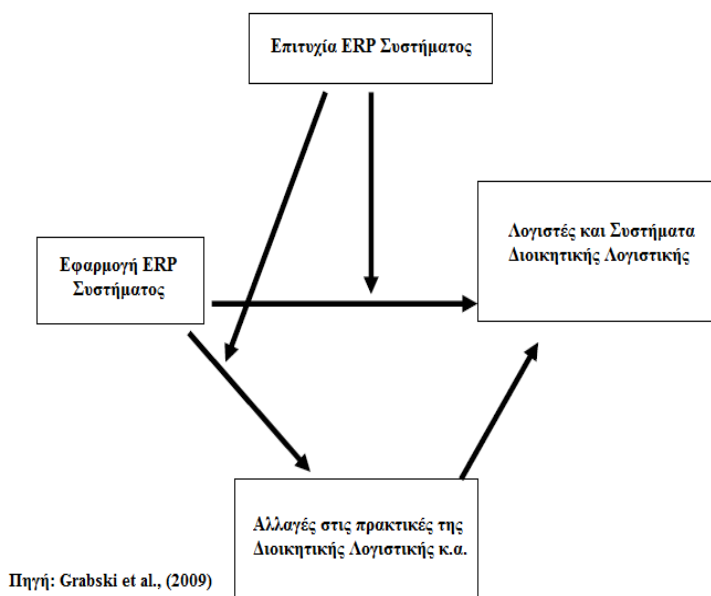 Επιτυχία ERP Συστήματος
Λογιστές και Συστήματα
Διοικητικής Λογιστικής
Εφαρμογή ERP
Συστήματος
Αλλαγές στις πρακτικές της
Διοικητικής Λογιστικής κ.α.
Πηγή: Grabski et al., (2009)